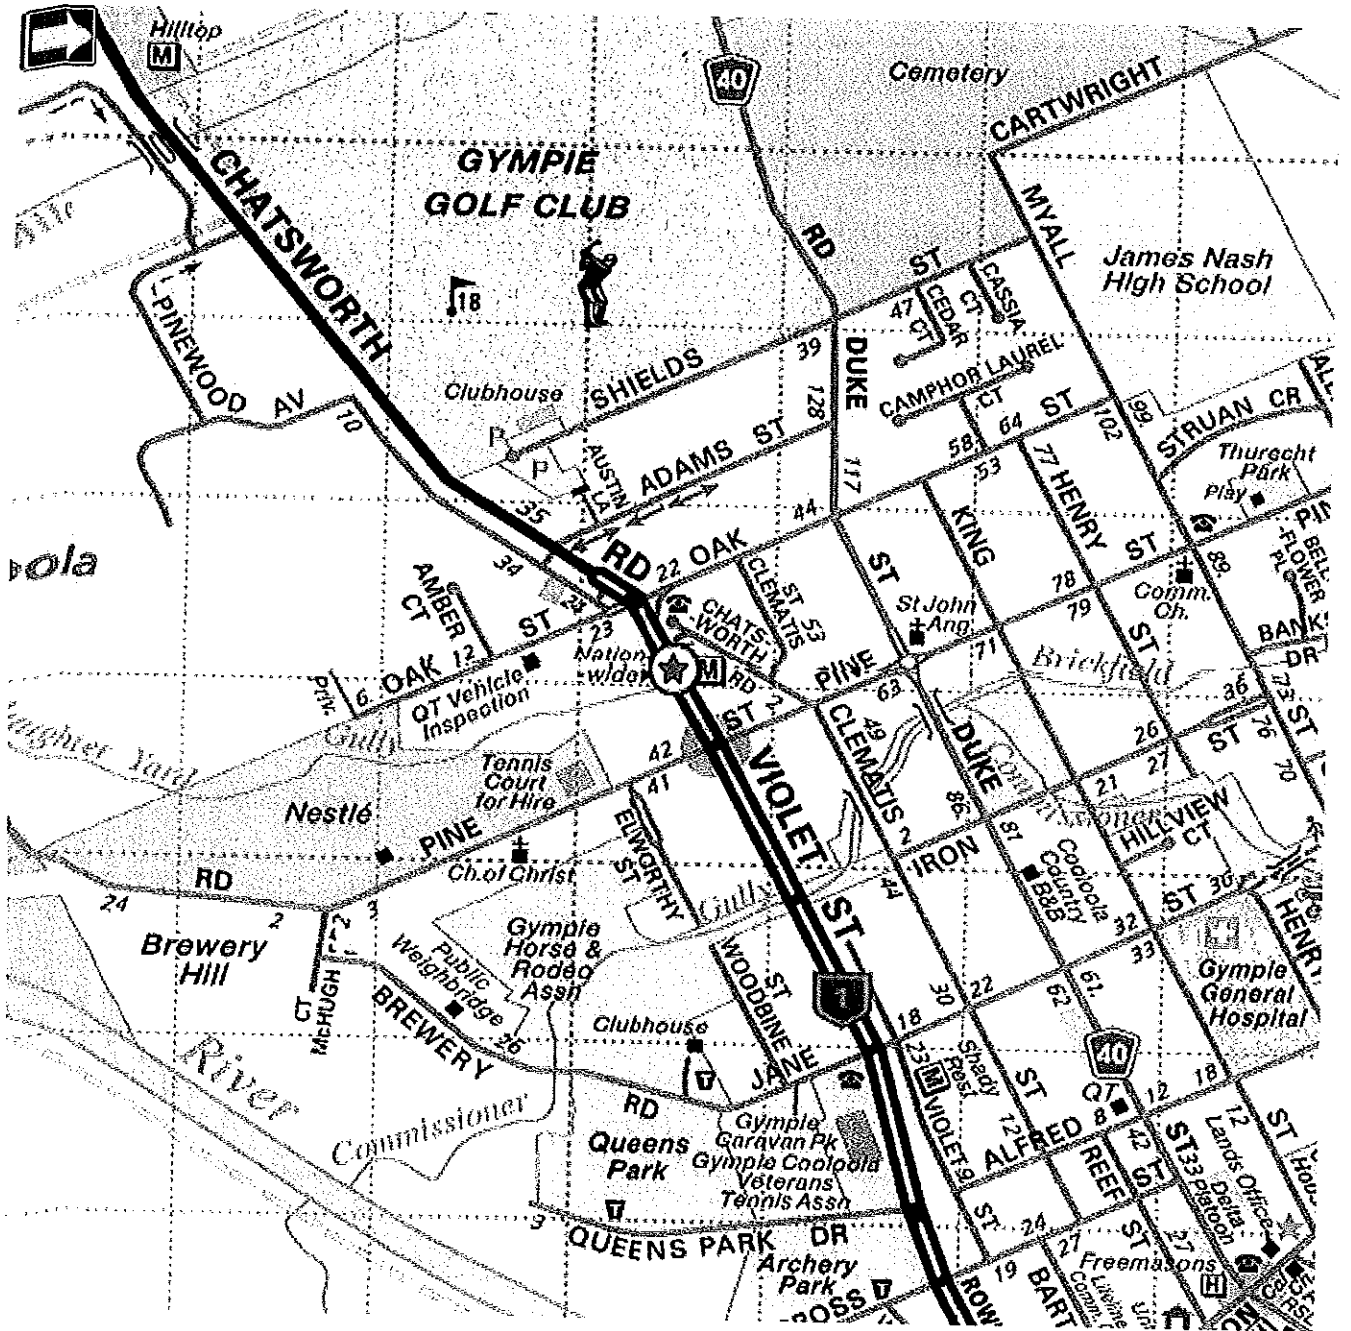 Hilltop
M
40
Cemetery
CARTWRIGHT
CHATSWORTH
GYMPIE
GOLF CLUB
18
RD
ST
MYALL
James Nash
High School
PINEWOOD AV
10
47
CEDAR
CT
CASSIA
CT
39
DUKE
128
SHIELDS
Clubhouse
CAMPHOR LAUREL
CT
64
ST
102
99
STRUAN CR
P
P
AUSTIN
LA
ADAMS ST
117
58
53
77
HENRY
ST
Thurecht
Park
Play
35
34
RD
22
OAK
44
KING
ST
78
79
89
BELL
-FLOWER
PL
AMBER
CT
OAK ST
12
6
23
Priv.
QT Vehicle
Inspection
Nation-
wide
CHATS-
WORTH
RD
2
M
CLEMATIS
ST
53
St John
Ang.
Comm.
Ch.
BANKS
DR
PINE
ST
63
71
Brickfield
36
73
ST
76
70
Gully
Tennis
Court
for Hire
42
41
VIOLET
ST
CLEMATIS
49
2
DUKE
86
26
27
ST
21
HILLVIEW
CT
Nestlé
PINE
Ch.of Christ
ELWORTHY
ST
Gully
44
IRON
87
Cooloola
Country
B&B
ST
30
HENRY
RD
24
2
2
3
Brewery
Hill
CT
McHUGH
Public
Weighbridge
Gympie
Horse &
Rodeo
Assn
WOODBINE
ST
32
33
Gympie
General
Hospital
30
22
62
61
BREWERY
26
RD
Clubhouse
T
JANE
18
23
M
VIOLET
9
ST
Shady
Rest
ST
12
40
QT
12
18
River
Commissioner
Queens
Park
Gympie
Caravan Pk
Gympie Cooloola
Veterans
Tennis Assn
ALFRED
8
42
ST
REEF
ST
33
Platoon
Delta
Lands Office
12
ST
3
T
QUEENS PARK DR
Archery
Park
T
24
27
19
27
Freemasons
H
BART